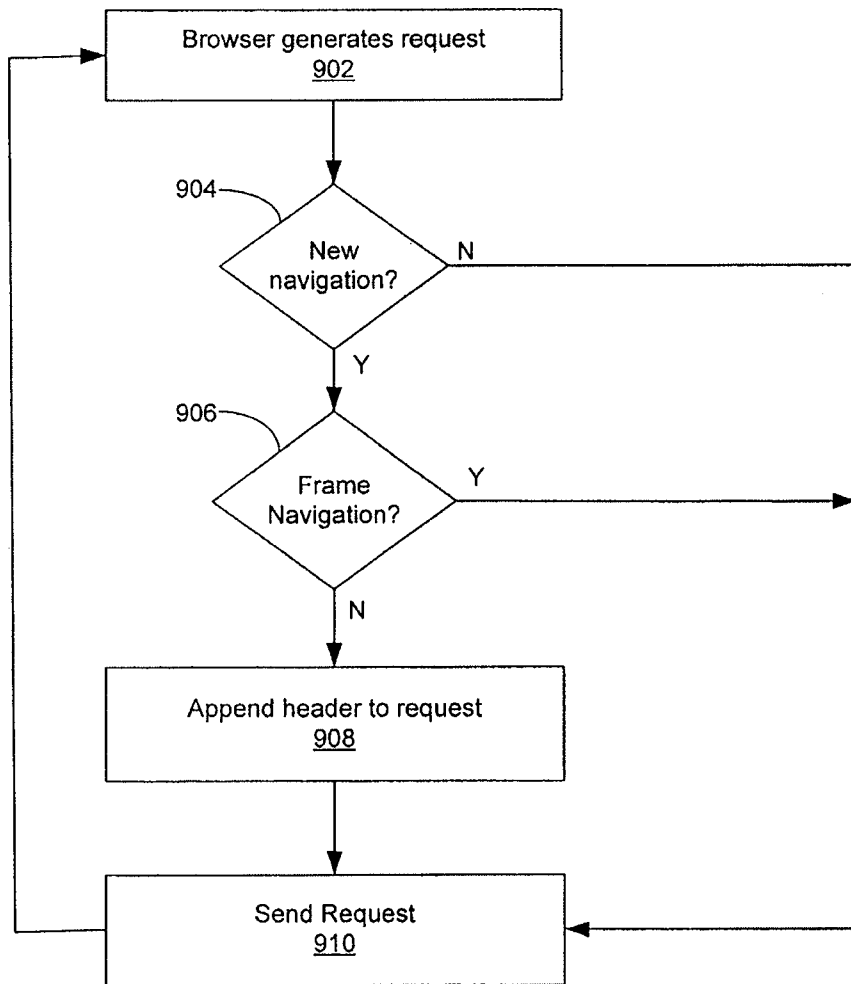 Browser generates request
902
904
New
navigation?
N
Y
906
Frame
Navigation?
Y
N
Append header to request
908
Send Request
910